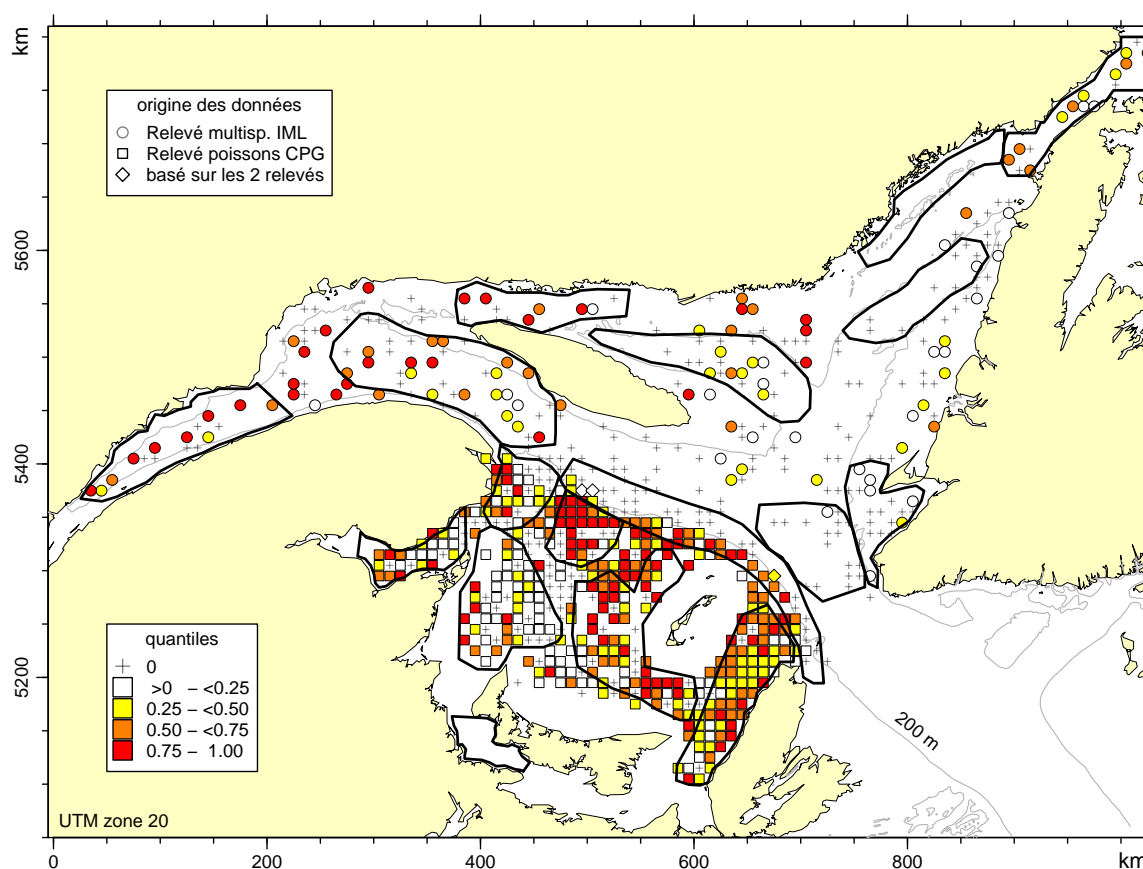 km
5600
5400
5200
origine des données
Relevé multisp. IML
Relevé poissons CPG
basé sur les 2 relevés
quantiles
0
>0 – <0.25
0.25 – <0.50
0.50 – <0.75
0.75 – 1.00
200 m
UTM zone 20
0 200 400 600 800 km